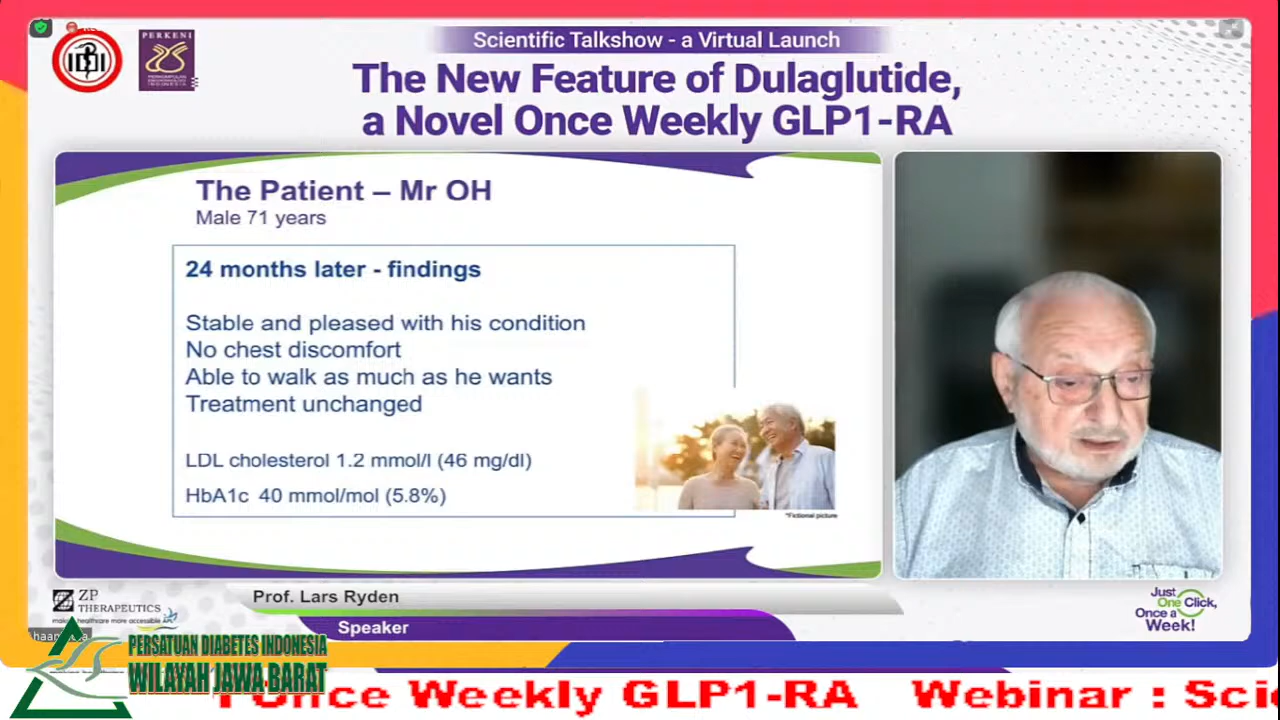 Scientific Talkshow - a Virtual Launch
The New Feature of Dulaglutide,
a Novel Once Weekly GLP1-RA
IDI
PERKENI
The Patient – Mr OH
Male 71 years
24 months later - findings
Stable and pleased with his condition
No chest discomfort
Able to walk as much as he wants
Treatment unchanged
LDL cholesterol 1.2 mmol/l (46 mg/dl)
HbA1c 40 mmol/mol (5.8%)
*Fictional picture
ZP
THERAPEUTICS
Prof. Lars Ryden
Speaker
Just
One Click,
Once a
Week!
PERSATUAN DIABETES INDONESIA
WILAYAH JAWA BARAT
Once Weekly GLP1-RA Webinar : Sci